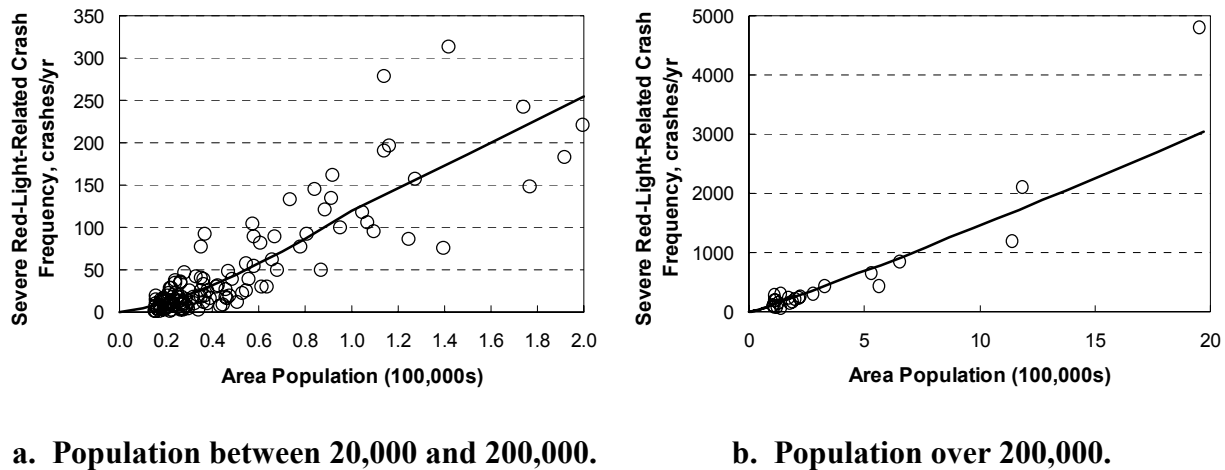 Severe Red-Light-Related Crash
Frequency, crashes/yr
350
300
250
200
150
100
50
0
0.0 0.2 0.4 0.6 0.8 1.0 1.2 1.4 1.6 1.8 2.0
Area Population (100,000s)
a. Population between 20,000 and 200,000.
Severe Red-Light-Related Crash
Frequency, crashes/yr
5000
4000
3000
2000
1000
0
0 5 10 15 20
Area Population (100,000s)
b. Population over 200,000.